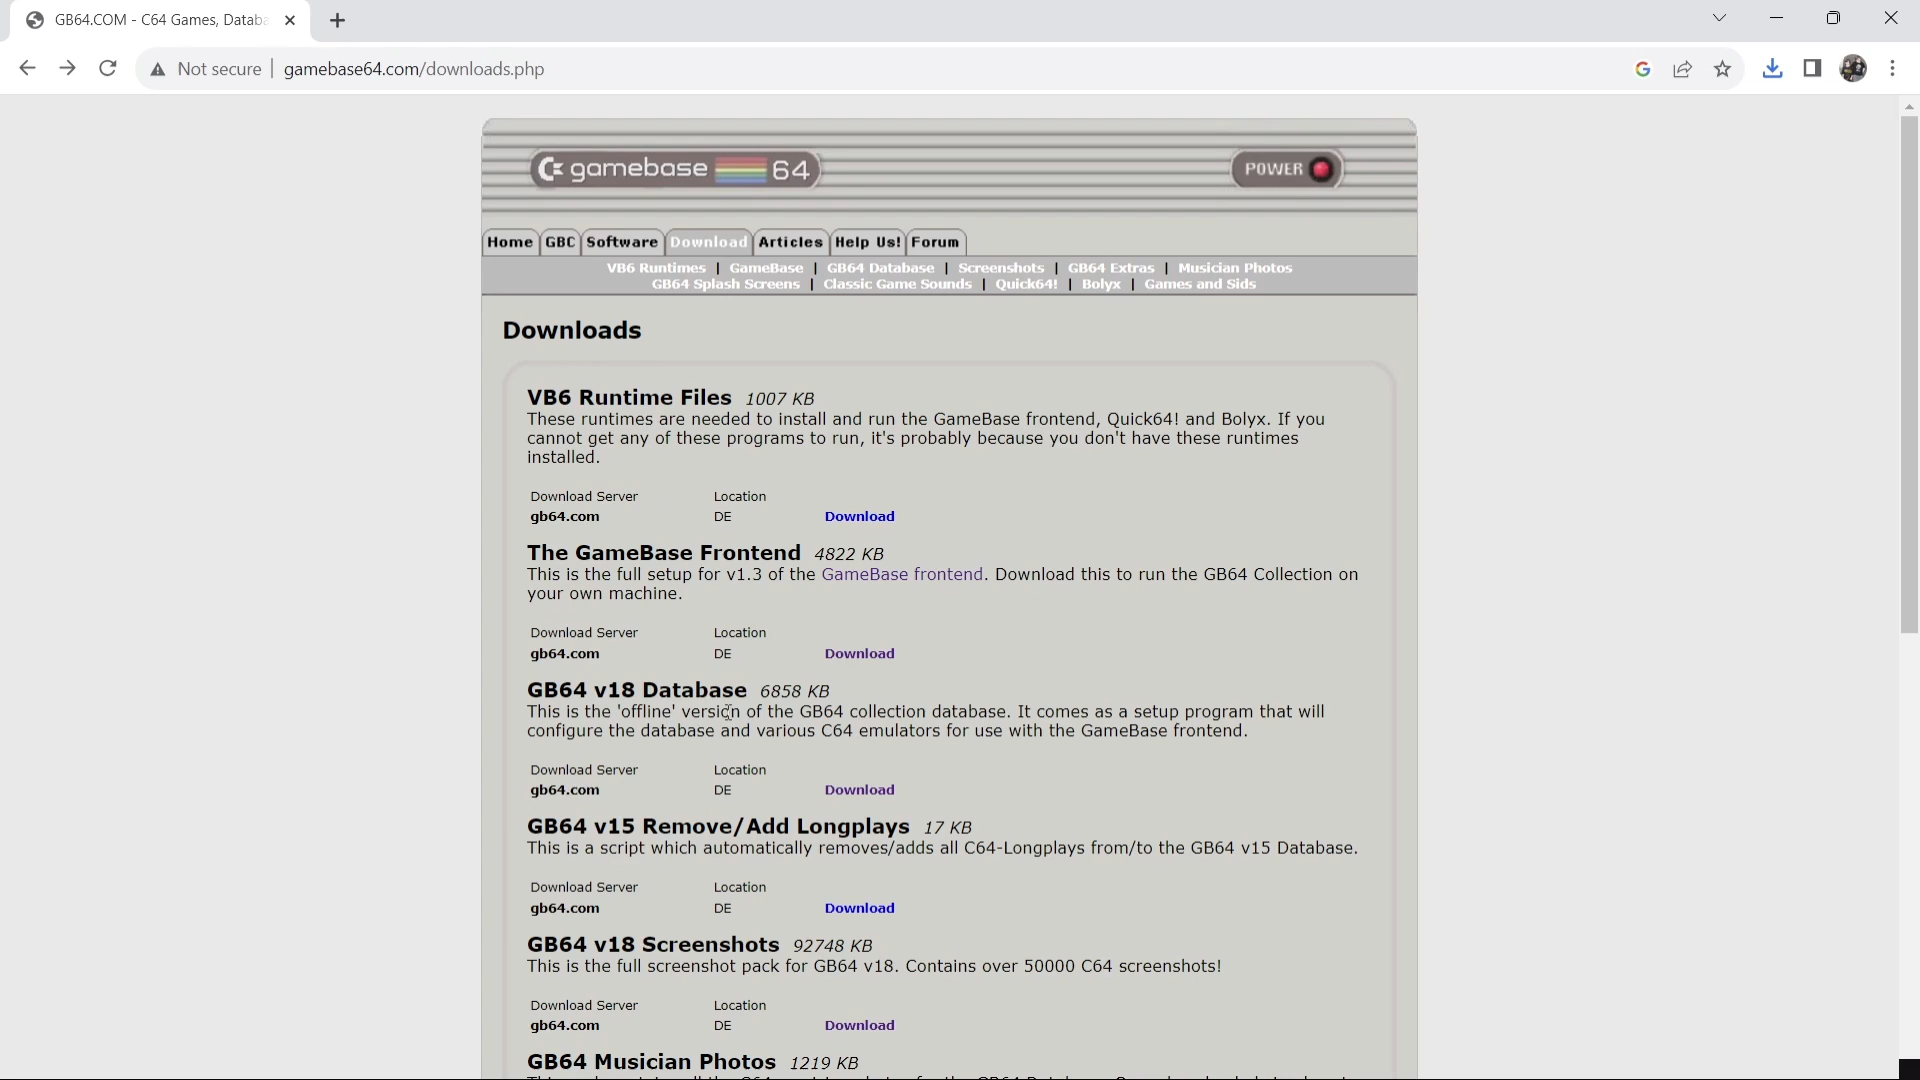 GB64.COM - C64 Games, Databa
Not secure
gamebase64.com/downloads.php
gamebase 64
POWER
Home GBC Software Download Articles Help Us! Forum
VB6 Runtimes | GameBase | GB64 Database | Screenshots | GB64 Extras | Musician Photos
GB64 Splash Screens | Classic Game Sounds | Quick64! | Bolyx | Games and Sids
Downloads
VB6 Runtime Files 1007 KB
These runtimes are needed to install and run the GameBase frontend, Quick64! and Bolyx. If you
cannot get any of these programs to run, it's probably because you don't have these runtimes
installed.
Download Server Location
gb64.com DE Download
The GameBase Frontend 4822 KB
This is the full setup for v1.3 of the GameBase frontend. Download this to run the GB64 Collection on
your own machine.
Download Server Location
gb64.com DE Download
GB64 v18 Database 6858 KB
This is the 'offline' version of the GB64 collection database. It comes as a setup program that will
configure the database and various C64 emulators for use with the GameBase frontend.
Download Server Location
gb64.com DE Download
GB64 v15 Remove/Add Longplays 17 KB
This is a script which automatically removes/adds all C64-Longplays from/to the GB64 v15 Database.
Download Server Location
gb64.com DE Download
GB64 v18 Screenshots 92748 KB
This is the full screenshot pack for GB64 v18. Contains over 50000 C64 screenshots!
Download Server Location
gb64.com DE Download
GB64 Musician Photos 1219 KB